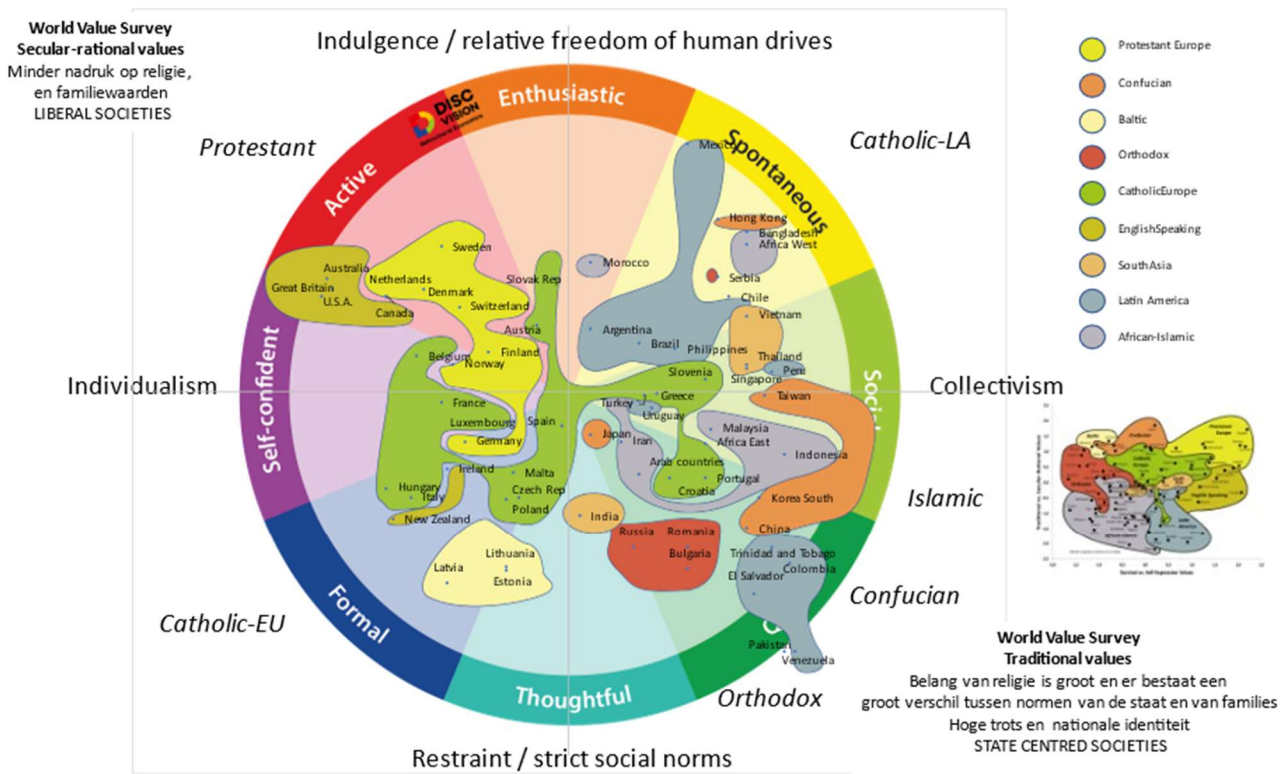 World Value Survey
Secular-rational values
Minder nadruk op religie,
en familiewaarden
LIBERAL SOCIETIES
Indulgence / relative freedom of human drives
Protestant
Catholic-LA
DISC
VISION
Active
Enthusiastic
Spontaneous
Self-confident
Formal
Thoughtful
Individualism
Collectivism
Mexico
Hong Kong
Bangladesh
Africa West
Sweden
Morocco
Serbia
Slovak Rep
Australia
Netherlands
Great Britain
Denmark
U.S.A.
Switzerland
Canada
Chile
Vietnam
Austria
Argentina
Brazil
Philippines
Belgium
Finland
Norway
Thailand
Peru
Slovenia
Singapore
France
Greece
Taiwan
Turkey
Uruguay
Luxembourg
Spain
Germany
Japan
Iran
Malaysia
Africa East
Indonesia
Ireland
Malta
Arab countries
Portugal
Hungary
Italy
Czech Rep
Croatia
Poland
Korea South
New Zealand
India
China
Russia
Romania
Lithuania
Bulgaria
Trinidad and Tobago
Colombia
Latvia
Estonia
El Salvador
Pakistan
Venezuela
Islamic
Confucian
Catholic-EU
Orthodox
Restraint / strict social norms
Protestant Europe
Confucian
Baltic
Orthodox
CatholicEurope
EnglishSpeaking
SouthAsia
Latin America
African-Islamic
World Value Survey
Traditional values
Belang van religie is groot en er bestaat een
groot verschil tussen normen van de staat en van families
Hoge trots en nationale identiteit
STATE CENTRED SOCIETIES